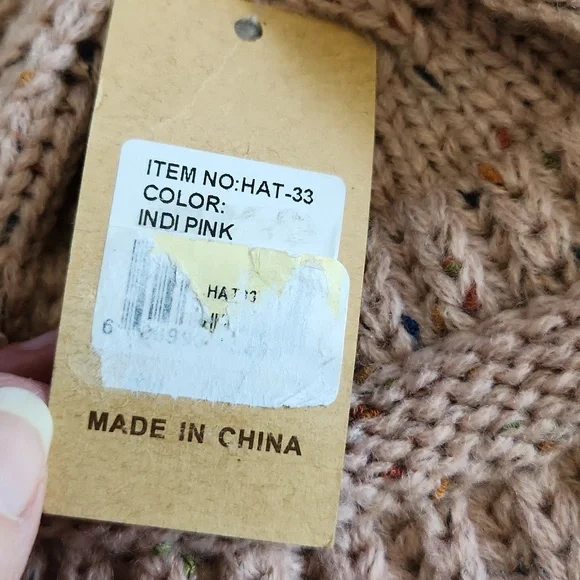 ITEM NO:HAT-33
COLOR:
INDI PINK
MADE IN CHINA